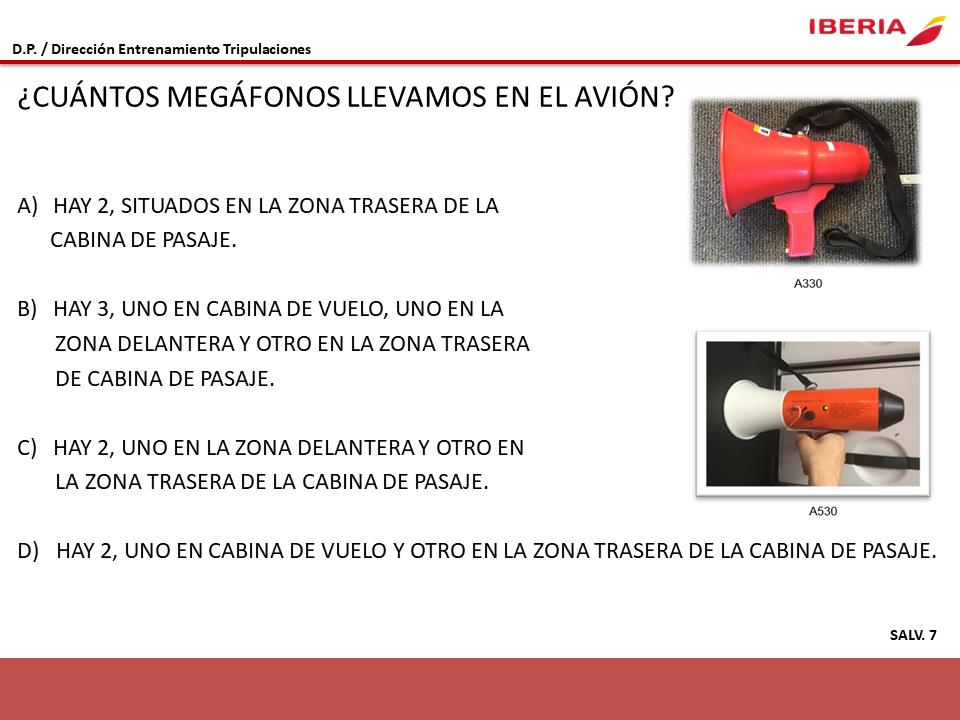 IBERIA
D.P. / Dirección Entrenamiento Tripulaciones
¿CUÁNTOS MEGÁFONOS LLEVAMOS EN EL AVIÓN?
A) HAY 2, SITUADOS EN LA ZONA TRASERA DE LA
CABINA DE PASAJE.
A330
B) HAY 3, UNO EN CABINA DE VUELO, UNO EN LA
ZONA DELANTERA Y OTRO EN LA ZONA TRASERA
DE CABINA DE PASAJE.
C) HAY 2, UNO EN LA ZONA DELANTERA Y OTRO EN
LA ZONA TRASERA DE LA CABINA DE PASAJE.
A530
D) HAY 2, UNO EN CABINA DE VUELO Y OTRO EN LA ZONA TRASERA DE LA CABINA DE PASAJE.
SALV. 7